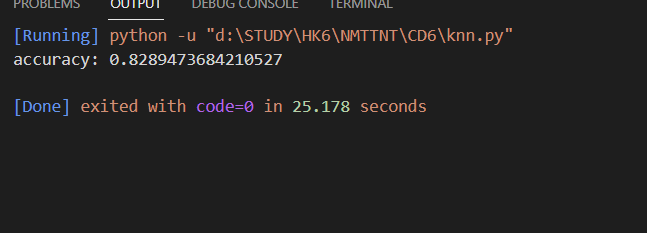 PROBLEMS OUTPUT DEBUG CONSOLE TERMINAL
[Running] python -u "d:\STUDY\HK6\NMTTNT\CD6\knn.py"
accuracy: 0.8289473684210527
[Done] exited with code=0 in 25.178 seconds